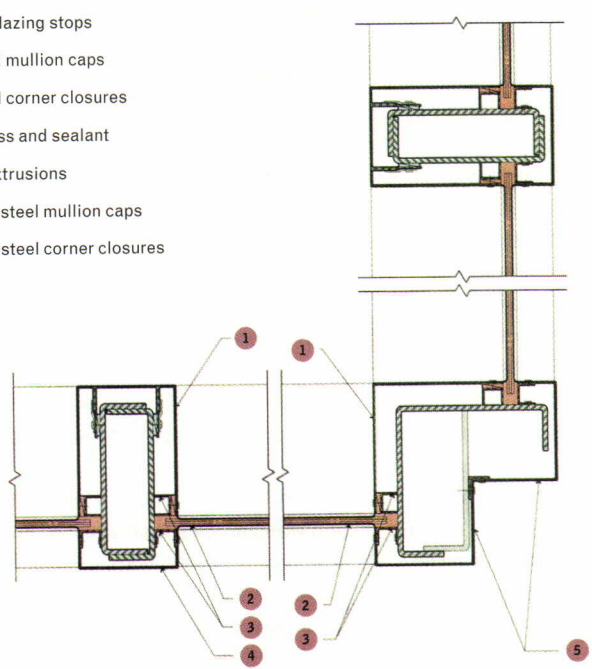 lazing stops
mullion caps
corner closures
ss and sealant
xtrusions
steel mullion caps
steel corner closures
1
1
2
2
3
3
4
5